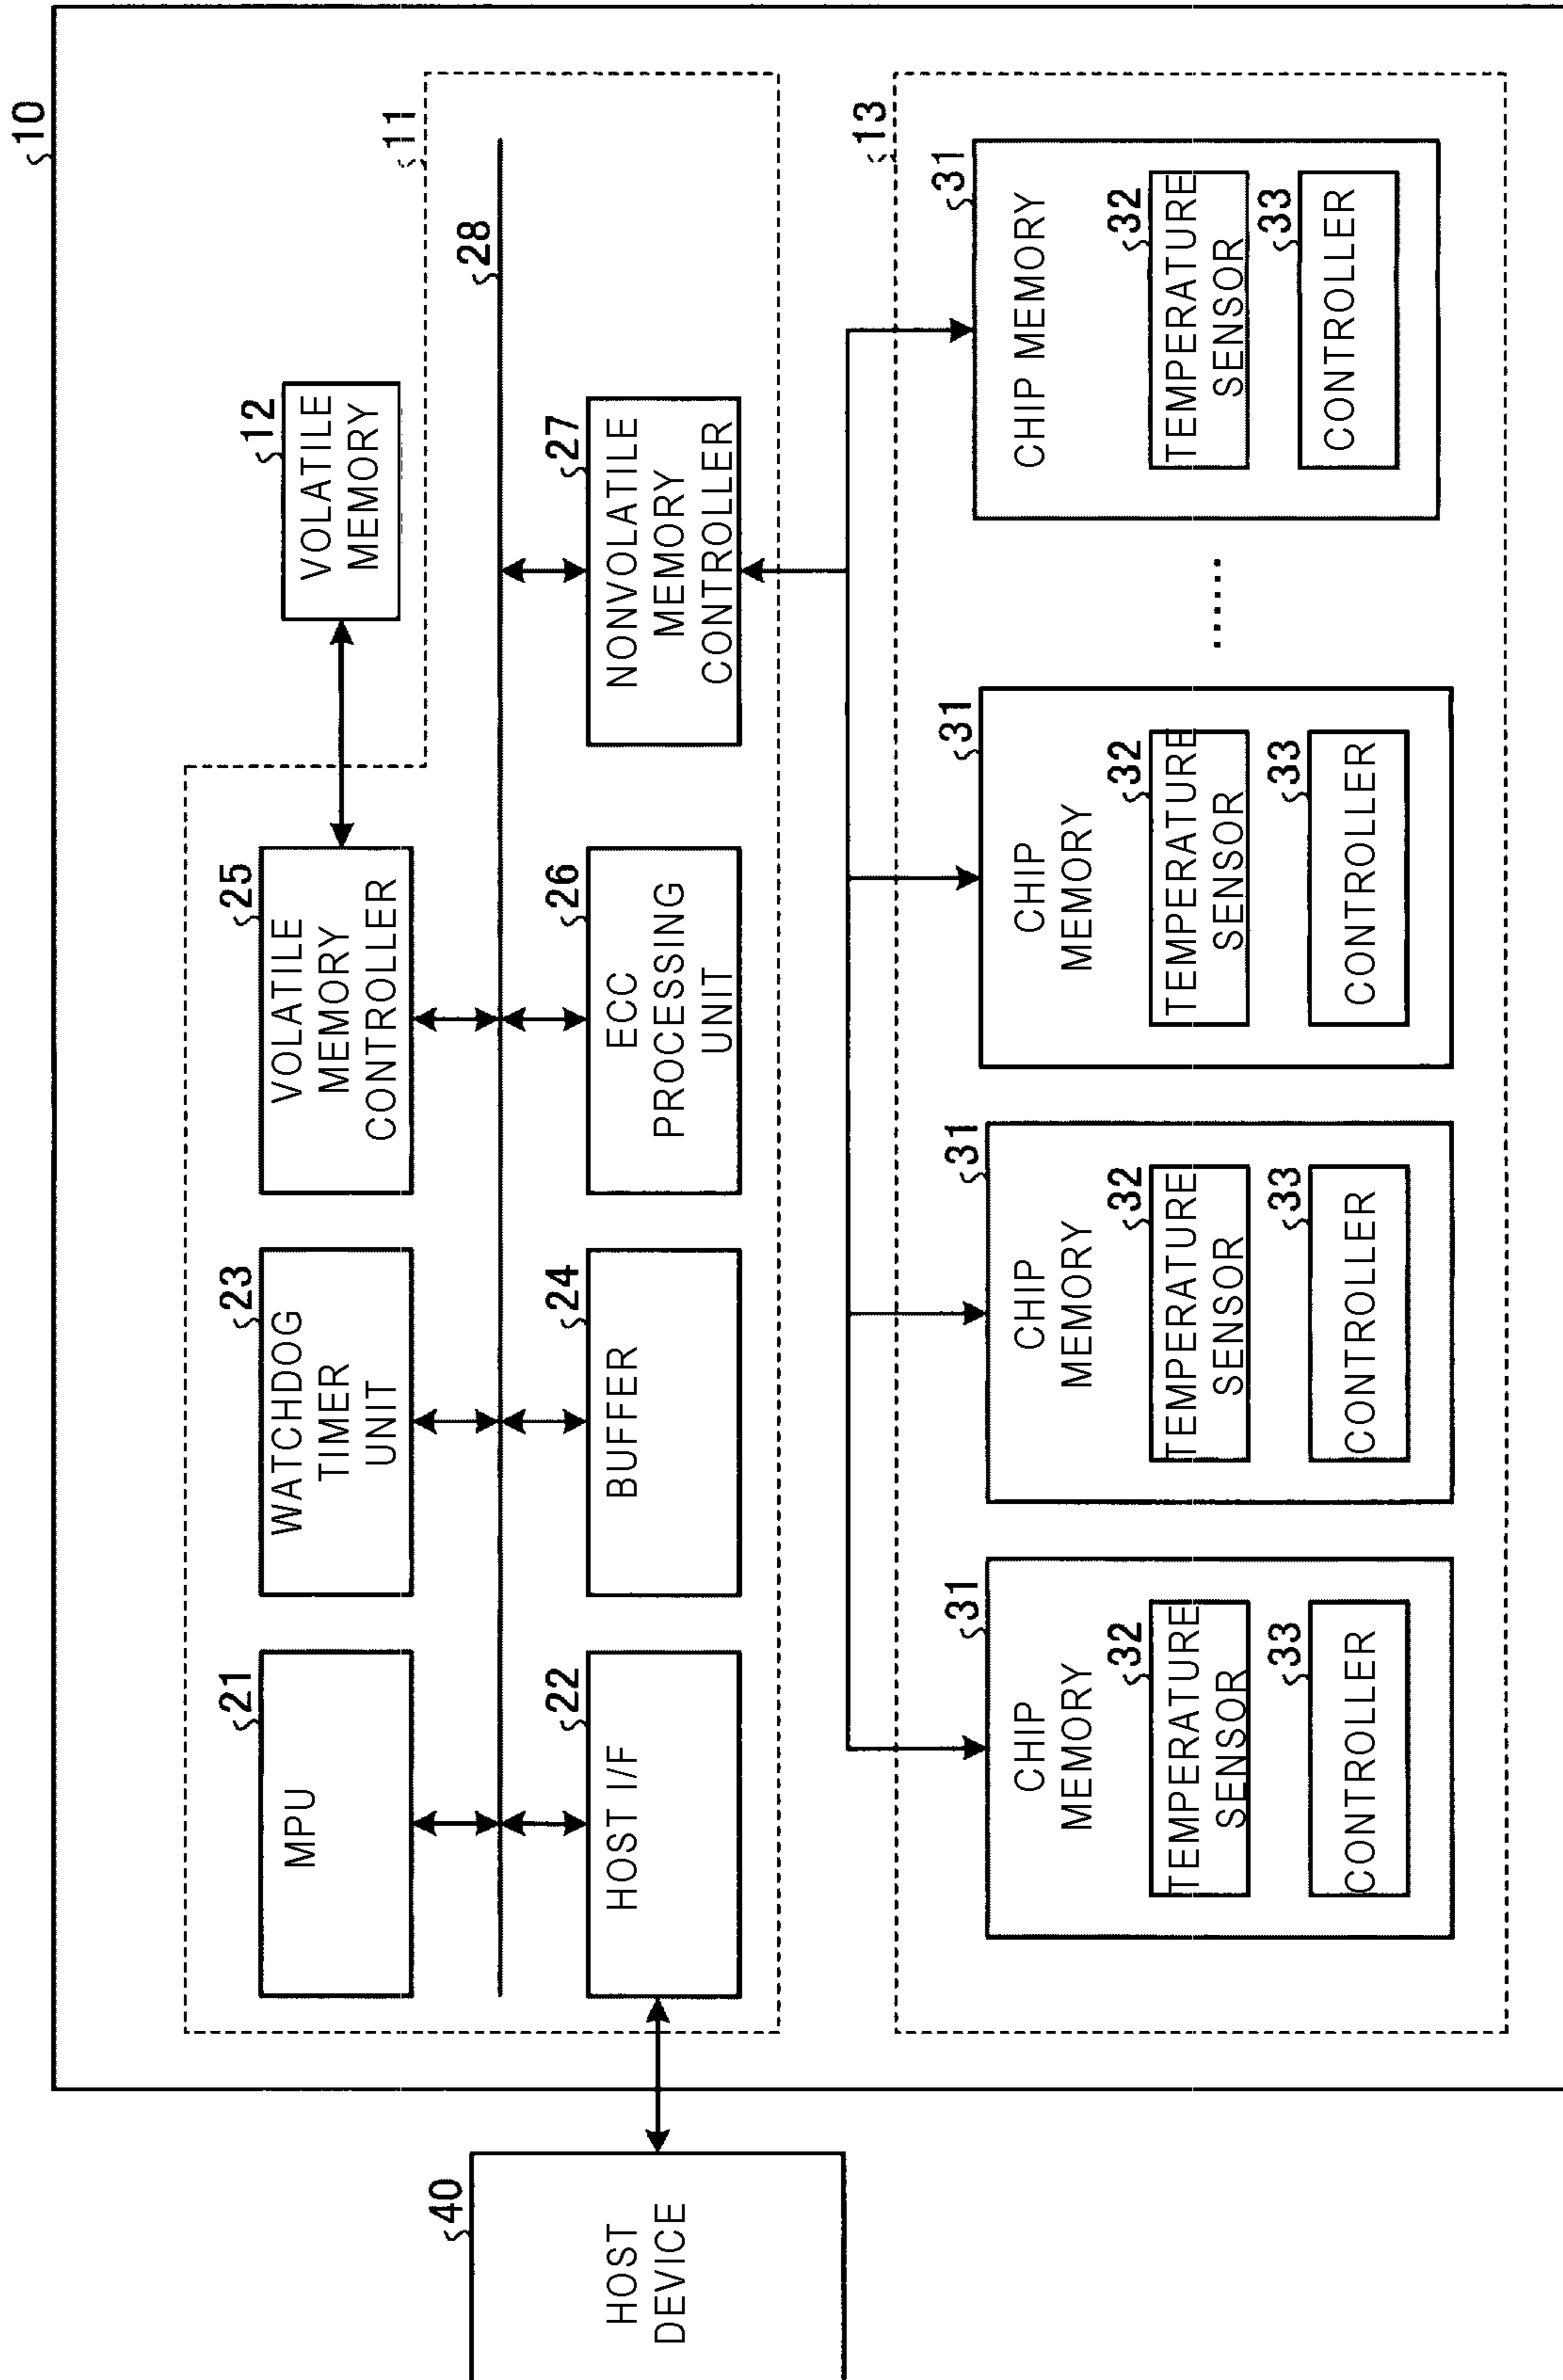 10
40
HOST
DEVICE
11
21
MPU
23
WATCHDOG
TIMER
UNIT
25
VOLATILE
MEMORY
CONTROLLER
12
VOLATILE
MEMORY
28
22
HOST I/F
24
BUFFER
26
ECC
PROCESSING
UNIT
27
NONVOLATILE
MEMORY
CONTROLLER
13
31
CHIP
MEMORY
32
TEMPERATURE
SENSOR
33
CONTROLLER
31
CHIP
MEMORY
32
TEMPERATURE
SENSOR
33
CONTROLLER
31
CHIP
MEMORY
32
TEMPERATURE
SENSOR
33
CONTROLLER
......
31
CHIP MEMORY
32
TEMPERATURE
SENSOR
33
CONTROLLER